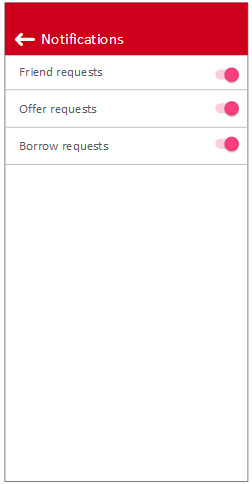 Notifications
Friend requests
Offer requests
Borrow requests